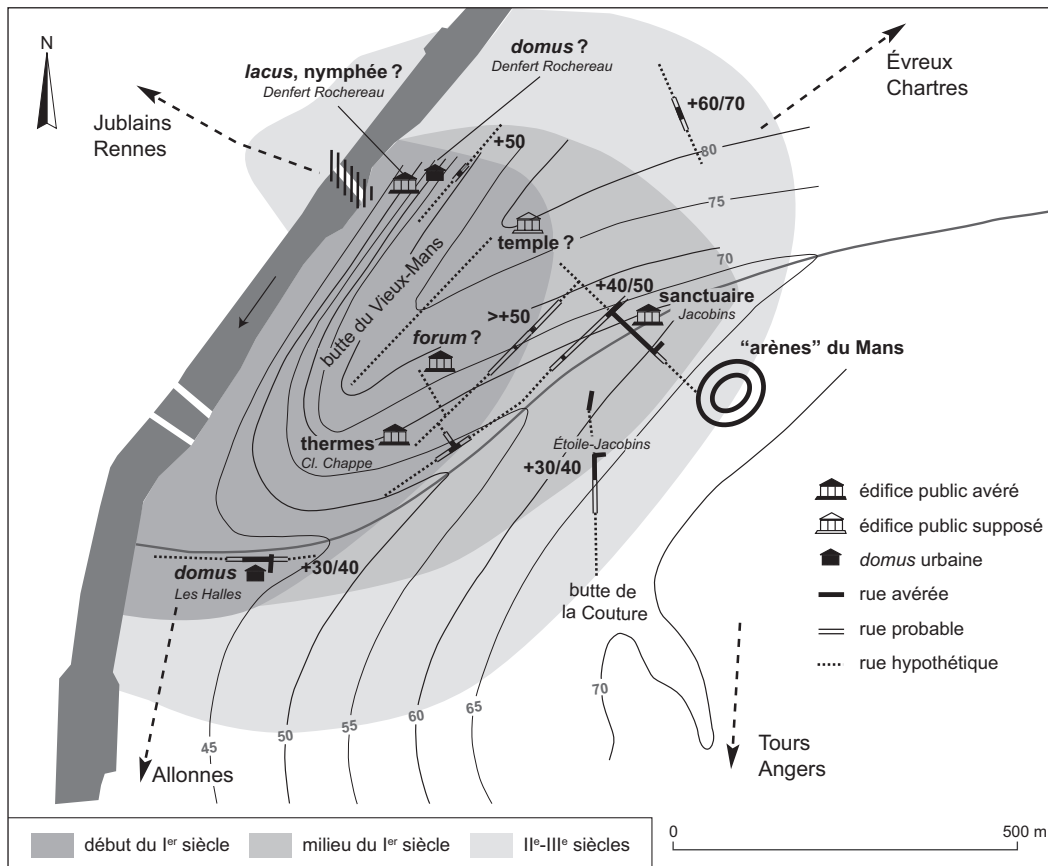 N
lacus, nymphée ?
Denfert Rochereau
domus ?
Denfert Rochereau
Évreux
Chartres
Jublains
Rennes
+60/70
+50
80
75
70
temple ?
butte du Vieux-Mans
+40/50
sanctuaire
Jacobins
>+50
forum ?
“arènes” du Mans
thermes
Cl. Chappe
Étoile-Jacobins
+30/40
domus
Les Halles
+30/40
butte de
la Couture
édifice public avéré
édifice public supposé
domus urbaine
rue avérée
rue probable
rue hypothétique
70
65
60
55
50
45
Allonnes
Tours
Angers
début du Ier siècle
milieu du Ier siècle
IIe-IIIe siècles
0
500 m